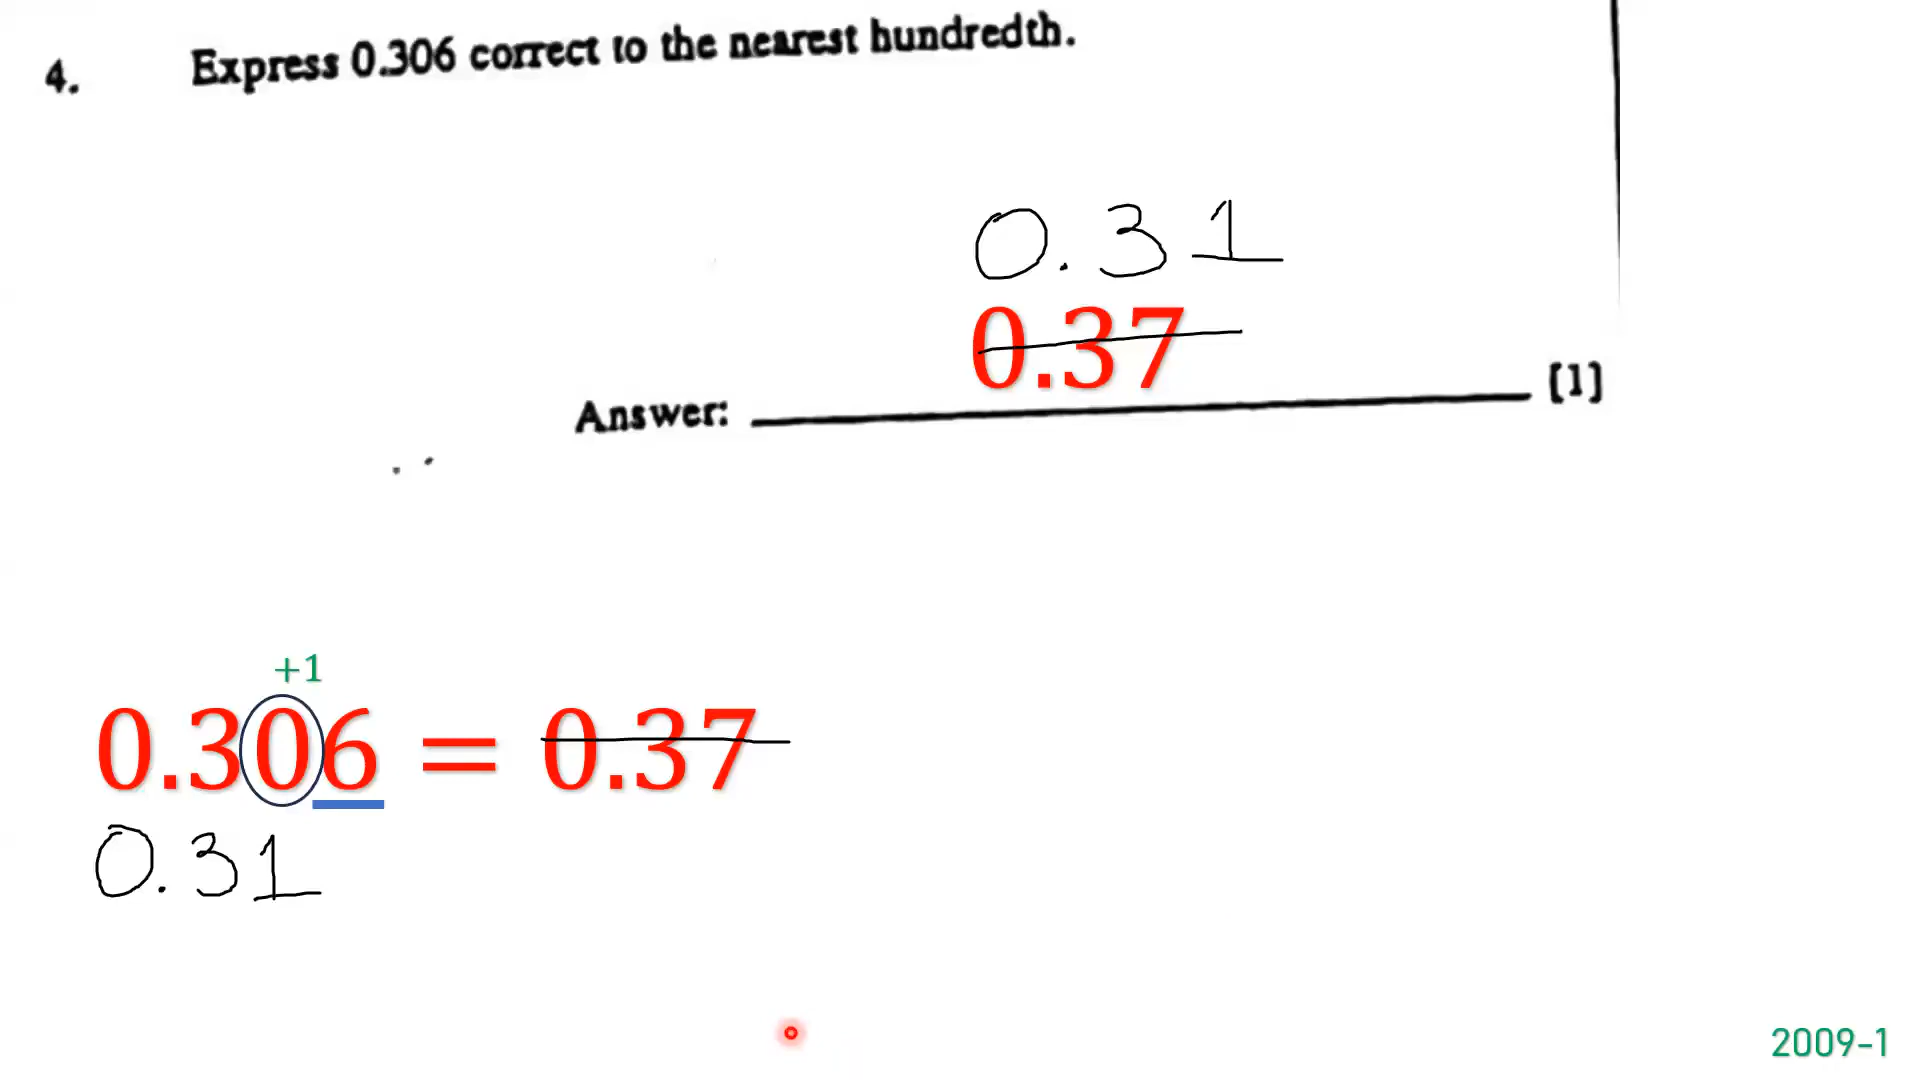 4. Express 0.306 correct to the nearest hundredth.
0.31
0.37
Answer: [1]
+1
0.306 = 0.37
0.31
2009-1